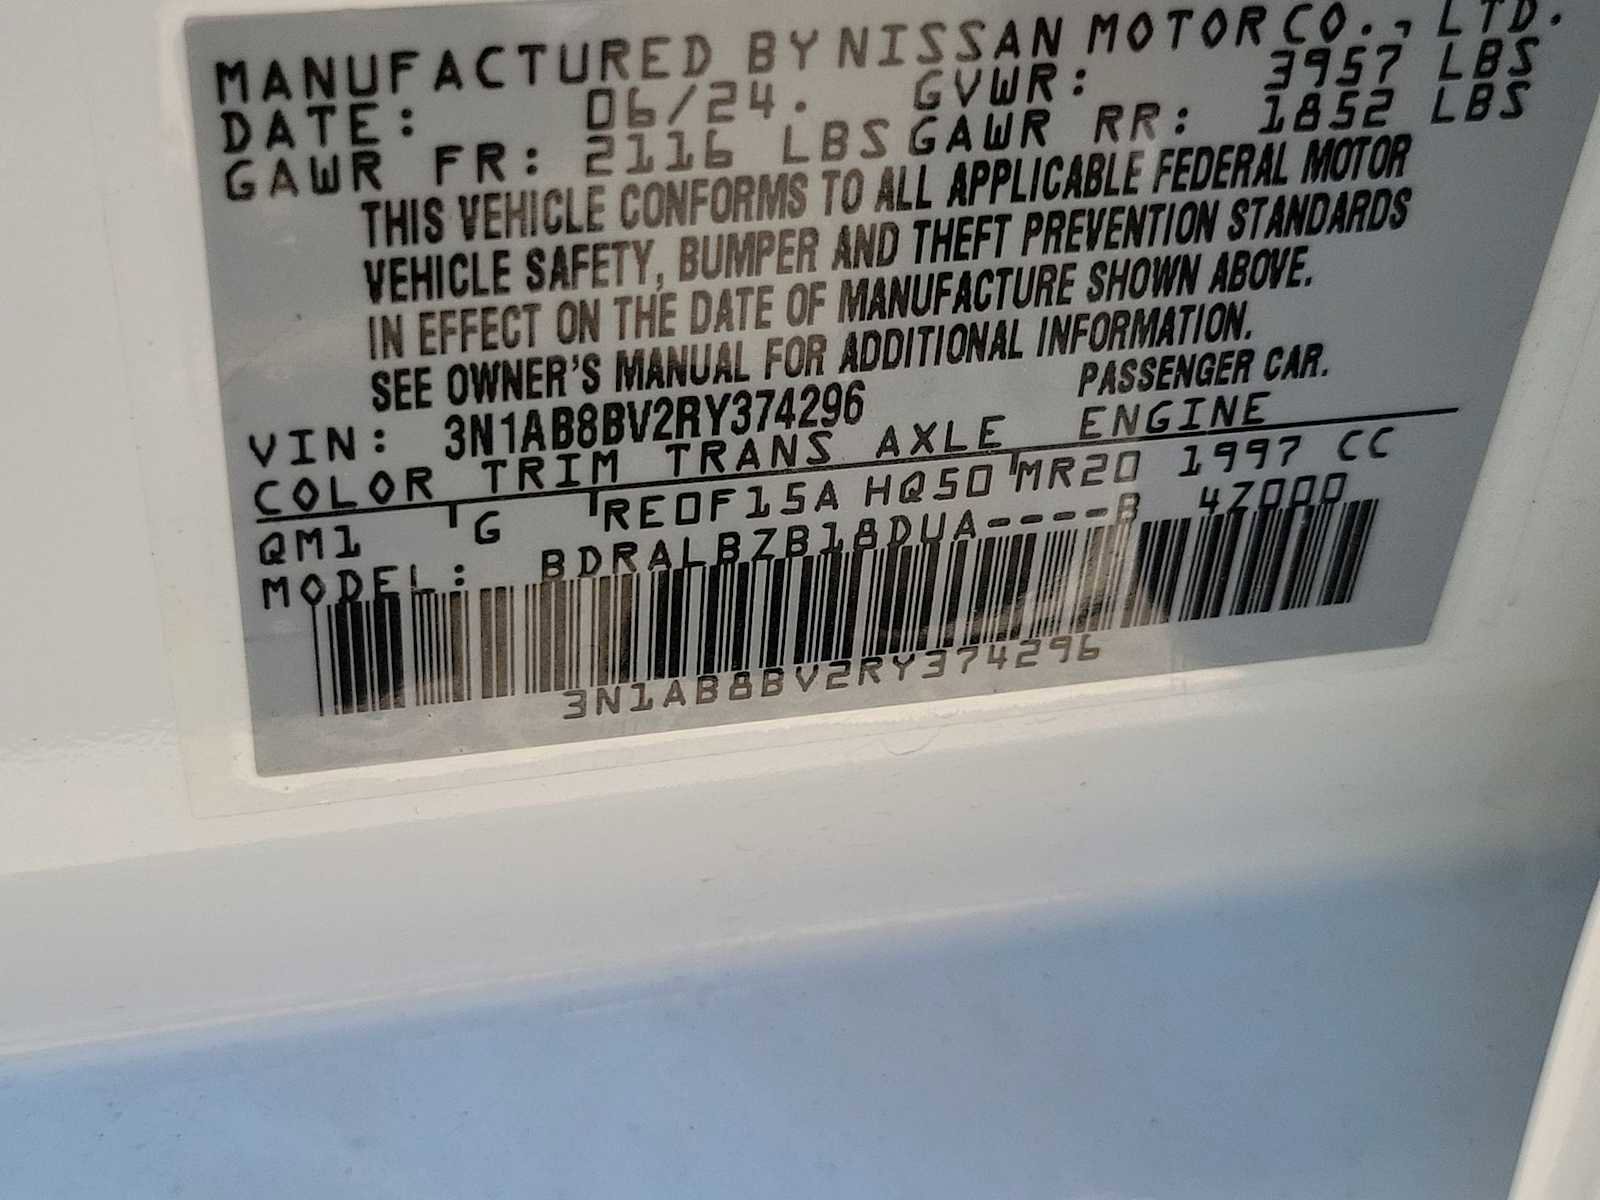 MANUFACTURED BY NISSAN MOTOR CO., LTD.
DATE: 06/24. GVWR: 3957 LBS
GAWR FR: 2116 LBS GAWR RR: 1852 LBS
THIS VEHICLE CONFORMS TO ALL APPLICABLE FEDERAL MOTOR
VEHICLE SAFETY, BUMPER AND THEFT PREVENTION STANDARDS
IN EFFECT ON THE DATE OF MANUFACTURE SHOWN ABOVE.
SEE OWNER'S MANUAL FOR ADDITIONAL INFORMATION.
VIN: 3N1AB8BV2RY374296 PASSENGER CAR.
COLOR TRIM TRANS AXLE ENGINE
QM1 G RE0F15A HQ50 MR20 1997 CC
MODEL: BDRALBZB18DUA----B 4Z000
3N1AB8BV2RY374296